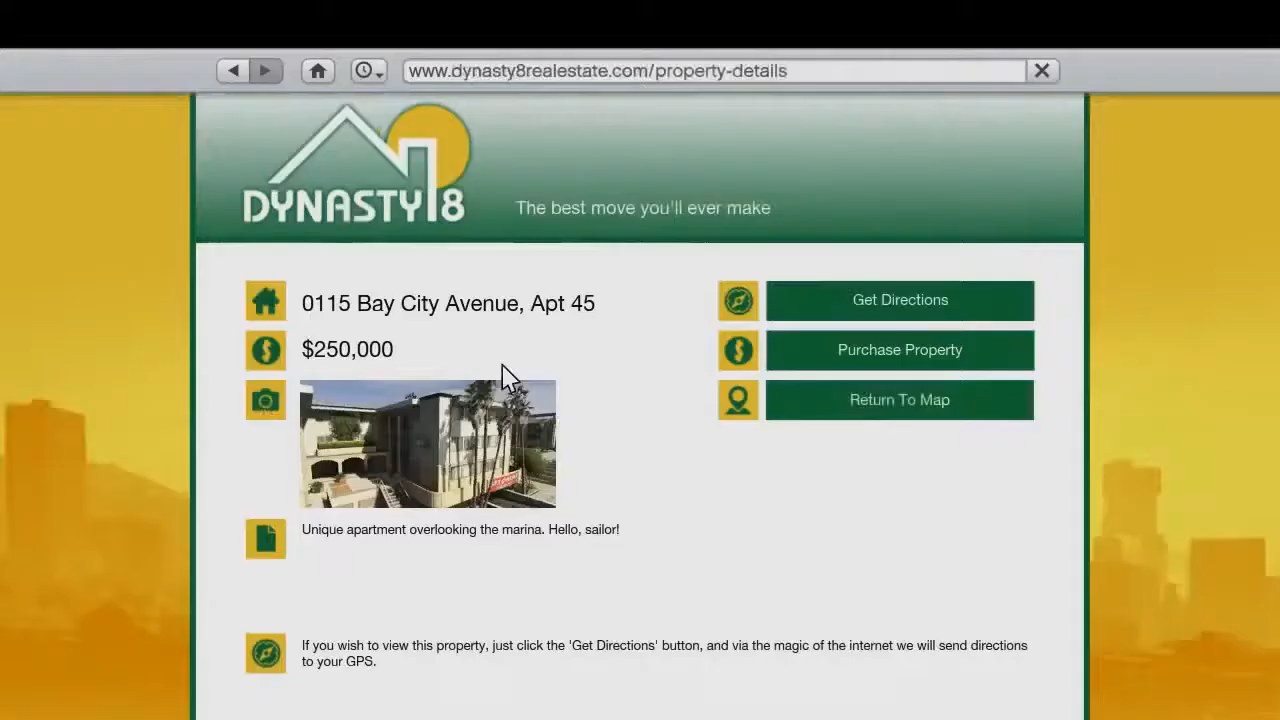 www.dynasty8realestate.com/property-details
DYNASTY 8
The best move you'll ever make
0115 Bay City Avenue, Apt 45
Get Directions
$250,000
Purchase Property
Return To Map
Unique apartment overlooking the marina. Hello, sailor!
If you wish to view this property, just click the 'Get Directions' button, and via the magic of the internet we will send directions
to your GPS.